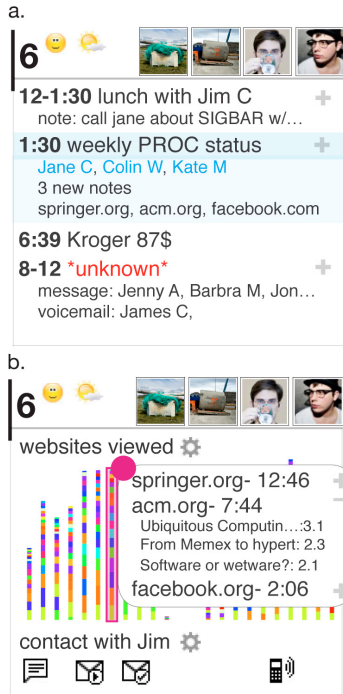 a.
6
12-1:30 lunch with Jim C
note: call jane about SIGBAR w/…
1:30 weekly PROC status
Jane C, Colin W, Kate M
3 new notes
springer.org, acm.org, facebook.com
6:39 Kroger 87$
8-12 *unknown*
message: Jenny A, Barbra M, Jon…
voicemail: James C,
b.
6
websites viewed
springer.org- 12:46
acm.org- 7:44
Ubiquitous Computin…:3.1
From Memex to hypert: 2.3
Software or wetware?: 2.1
facebook.org- 2:06
contact with Jim